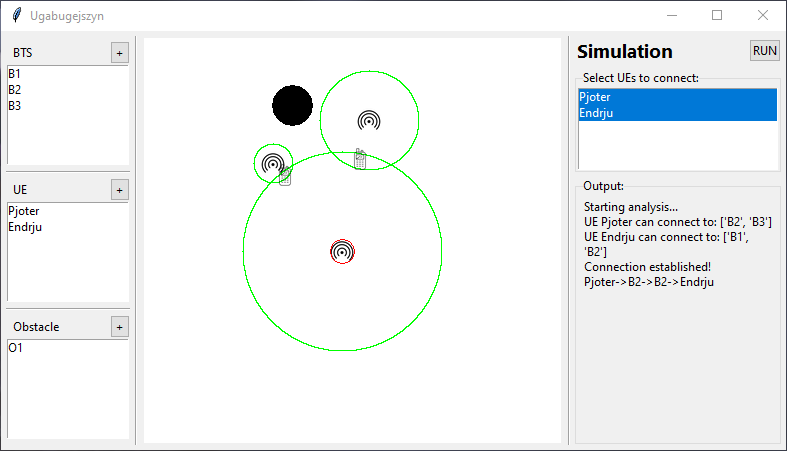 Ugabugejszyn
BTS
+
B1
B2
B3
UE
+
Pjoter
Endrju
Obstacle
+
O1
Simulation
RUN
Select UEs to connect:
Pjoter
Endrju
Output:
Starting analysis...
UE Pjoter can connect to: ['B2', 'B3']
UE Endrju can connect to: ['B1',
'B2']
Connection established!
Pjoter->B2->B2->Endrju